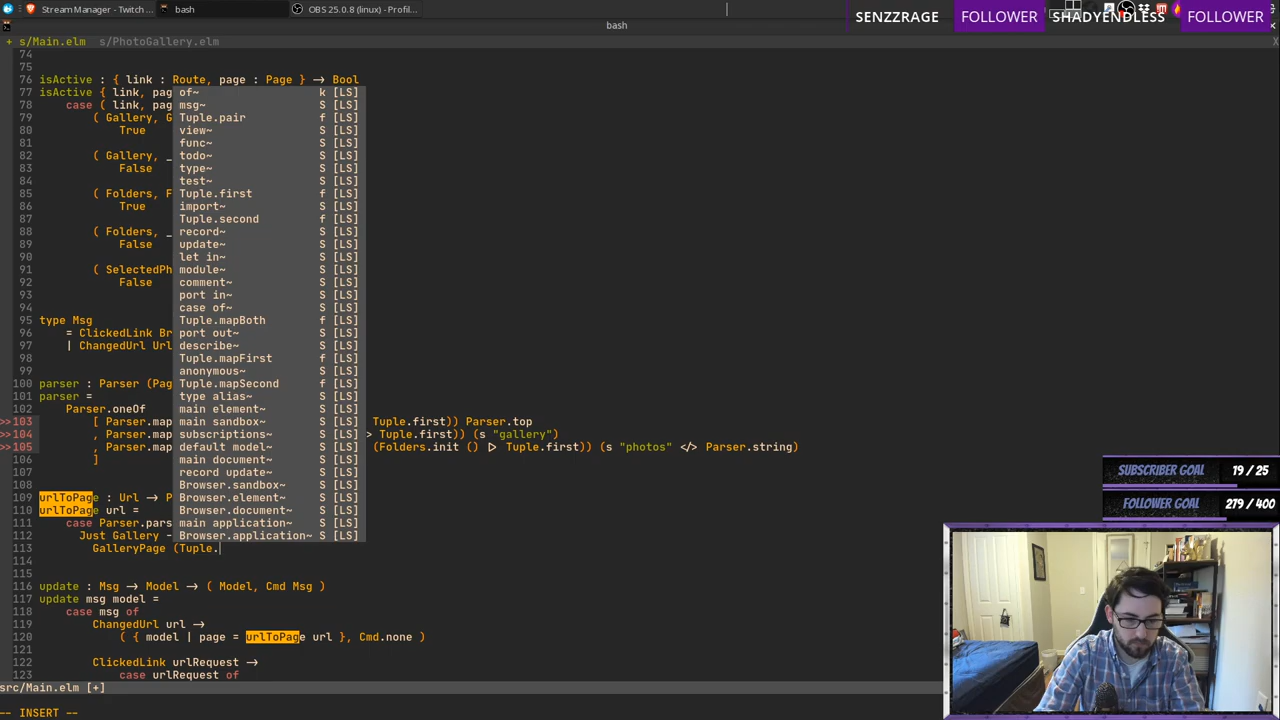 Stream Manager - Twitch
bash
OBS 25.0.8 (linux) - Profil...
SENZZRAGE
FOLLOWER
SHADYENDLESS
FOLLOWER
bash
+ s/Main.elm s/PhotoGallery.elm
X
74
75
76 isActive : { link : Route, page : Page } → Bool
77 isActive { link, pag
78 case ( link, pag
79 ( Gallery, G
80 True
81
82 ( Gallery, _
83 False
84
85 ( Folders, F
86 True
87
88 ( Folders, _
89 False
90
91 ( SelectedPh
92 False
93
94
95 type Msg
96 = ClickedLink Br
97 | ChangedUrl Url
98
99
100 parser : Parser (Pag
101 parser =
102 Parser.oneOf
>>103 [ Parser.map Tuple.first)) Parser.top
>>104 , Parser.map > Tuple.first)) (s "gallery")
>>105 , Parser.map (Folders.init () ▷ Tuple.first)) (s "photos" </> Parser.string)
106 ]
107
108
109 urlToPage : Url → P
110 urlToPage url =
111 case Parser.pars
112 Just Gallery -
113 GalleryPage (Tuple.
114
115
116 update : Msg → Model → ( Model, Cmd Msg )
117 update msg model =
118 case msg of
119 ChangedUrl url →
120 ( { model | page = urlToPage url }, Cmd.none )
121
122 ClickedLink urlRequest →
123 case urlRequest of
of~ k [LS]
msg~ S [LS]
Tuple.pair f [LS]
view~ S [LS]
func~ S [LS]
todo~ S [LS]
type~ S [LS]
test~ S [LS]
Tuple.first f [LS]
import~ S [LS]
Tuple.second f [LS]
record~ S [LS]
update~ S [LS]
let in~ S [LS]
module~ S [LS]
comment~ S [LS]
port in~ S [LS]
case of~ S [LS]
Tuple.mapBoth f [LS]
port out~ S [LS]
describe~ S [LS]
Tuple.mapFirst f [LS]
anonymous~ S [LS]
Tuple.mapSecond f [LS]
type alias~ S [LS]
main element~ S [LS]
main sandbox~ S [LS]
subscriptions~ S [LS]
default model~ S [LS]
main document~ S [LS]
record update~ S [LS]
Browser.sandbox~ S [LS]
Browser.element~ S [LS]
Browser.document~ S [LS]
main application~ S [LS]
Browser.application~ S [LS]
src/Main.elm [+]
-- INSERT --
SUBSCRIBER GOAL 19 / 25
FOLLOWER GOAL 279 / 400